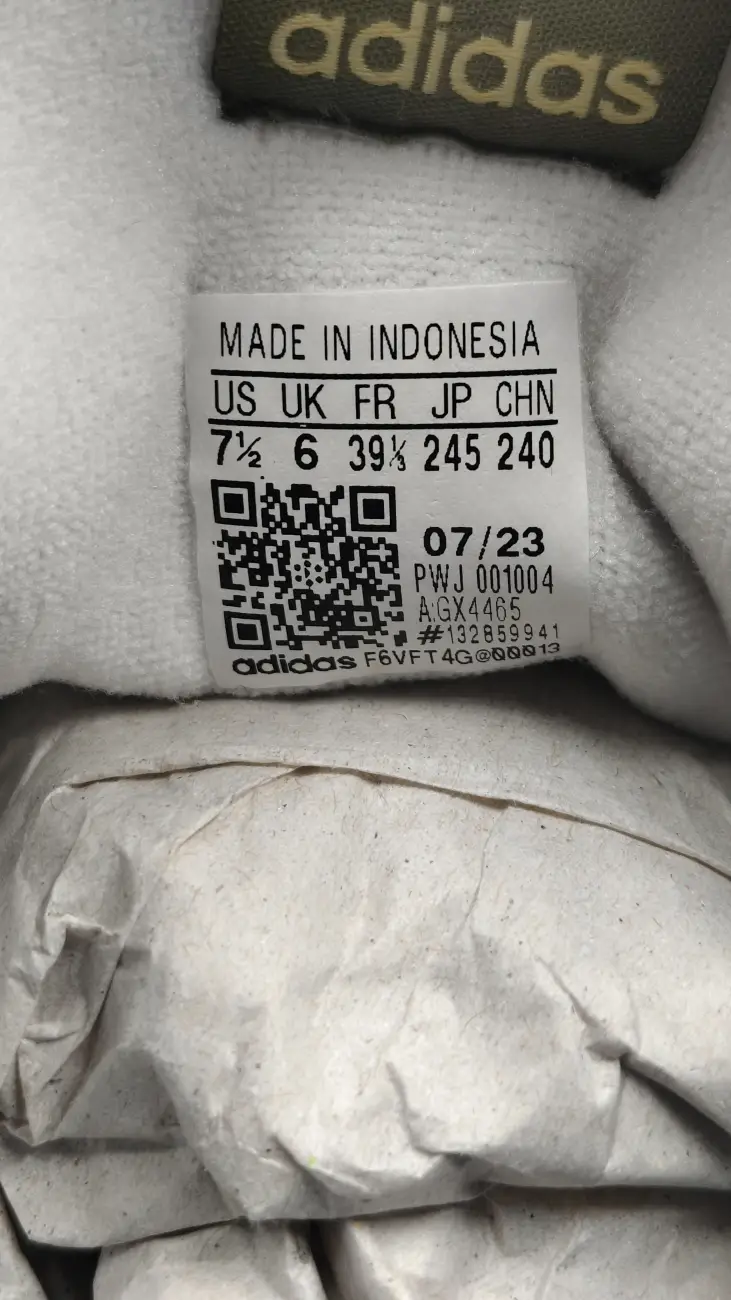 adidas
MADE IN INDONESIA
US UK FR JP CHN
7½ 6 39⅓ 245 240
07/23
PWJ 001004
A:GX4465
#132859941
adidas F6VFT4G@00013